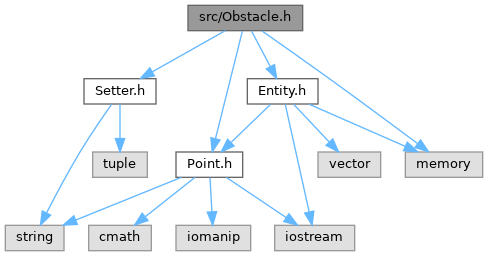 src/Obstacle.h
Setter.h
Entity.h
tuple
Point.h
vector
memory
string
cmath
iomanip
iostream